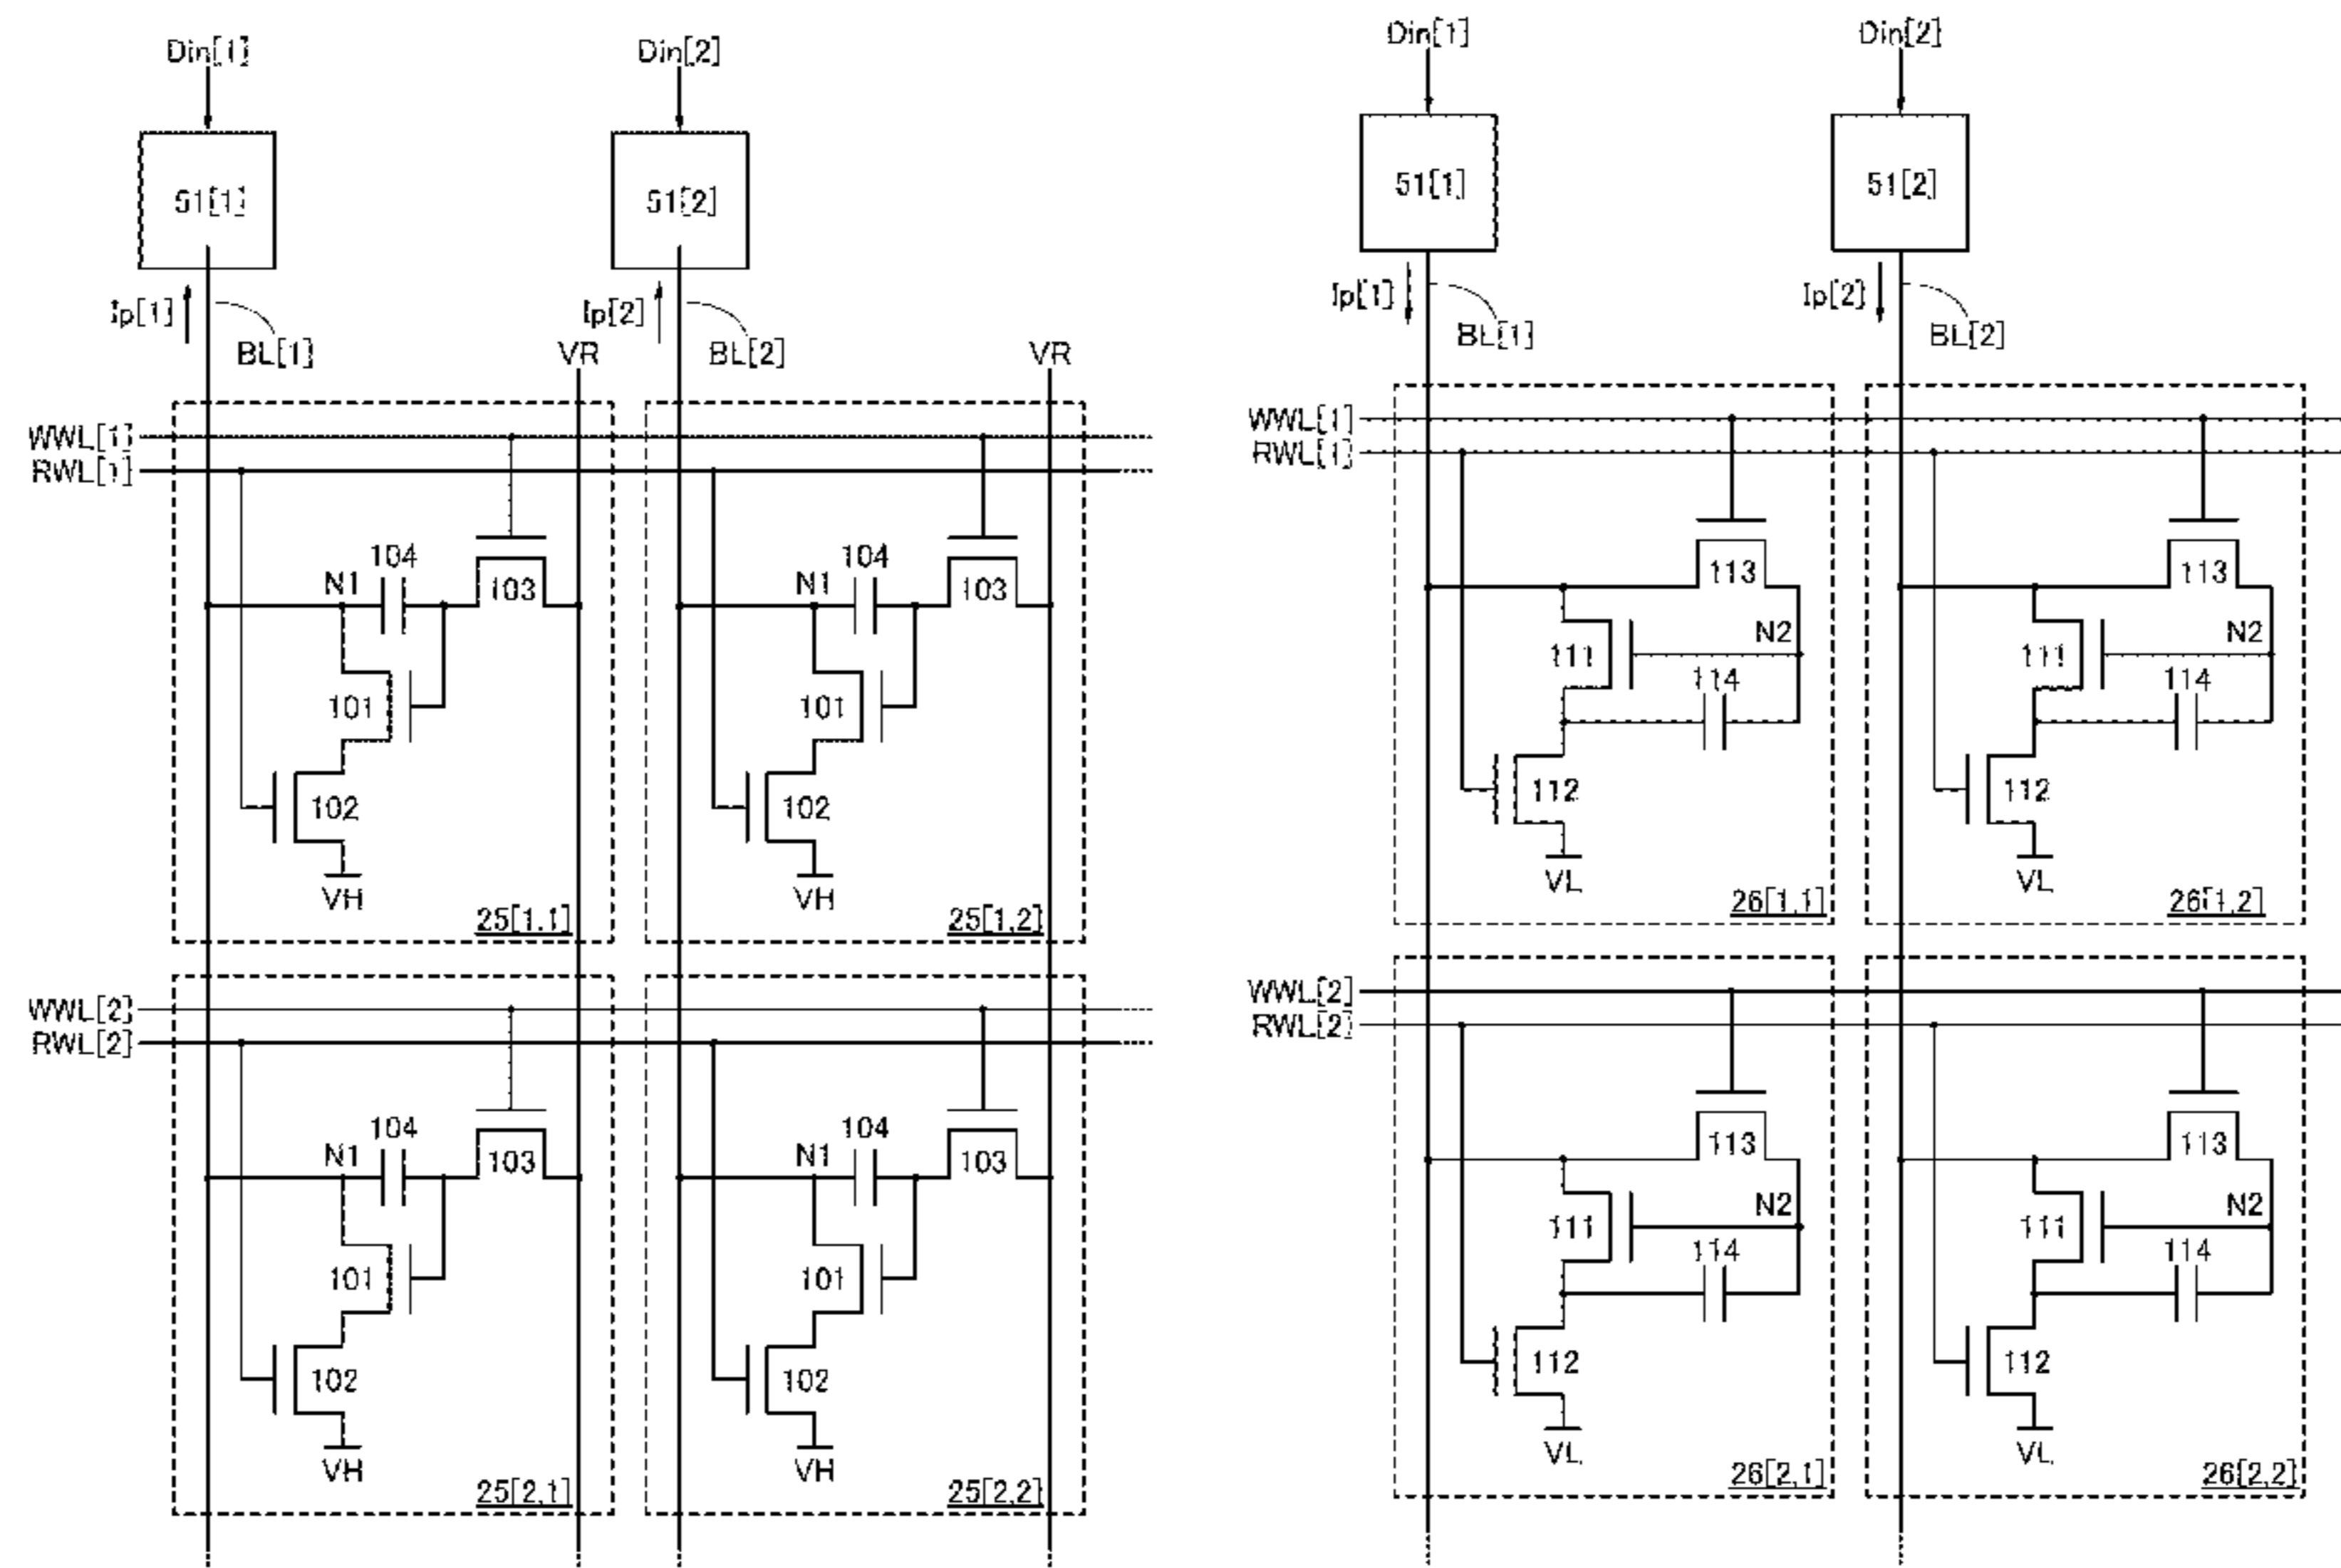 Din[1]
Din[2]
51[1]
51[2]
Ip[1]
BL[1]
Ip[2]
BL[2]
VR
VR
WWL[1]
RWL[1]
104
N1
103
101
102
VH
25[1,1]
104
N1
103
101
102
VH
25[1,2]
WWL[2]
RWL[2]
104
N1
103
101
102
VH
25[2,1]
104
N1
103
101
102
VH
25[2,2]
Din[1]
Din[2]
51[1]
51[2]
Ip[1]
BL[1]
Ip[2]
BL[2]
WWL[1]
RWL[1]
113
N2
111
114
112
VL
26[1,1]
113
N2
111
114
112
VL
26[1,2]
WWL[2]
RWL[2]
113
N2
111
114
112
VL
26[2,1]
113
N2
111
114
112
VL
26[2,2]